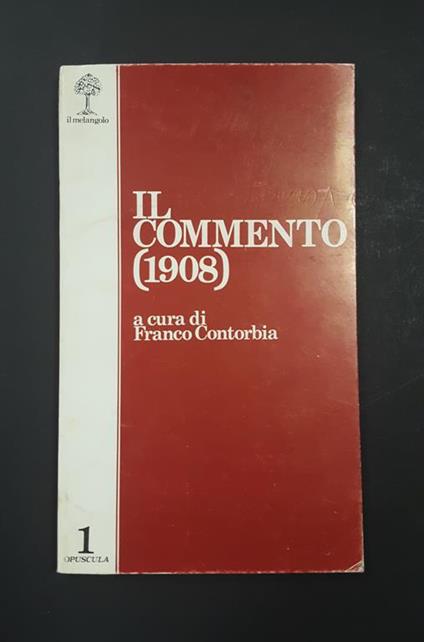 il melangolo
IL
COMMENTO
(1908)
a cura di
Franco Contorbia
1
OPUSCULA